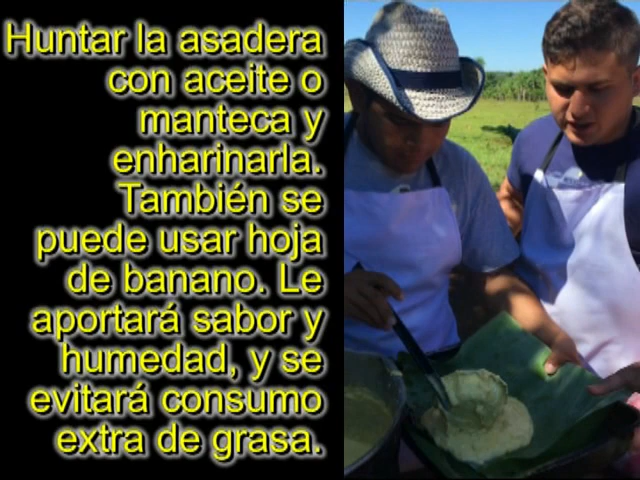 Huntar la asadera
con aceite o
manteca y
enharinarla.
También se
puede usar hoja
de banano. Le
aportará sabor y
humedad, y se
evitará consumo
extra de grasa.